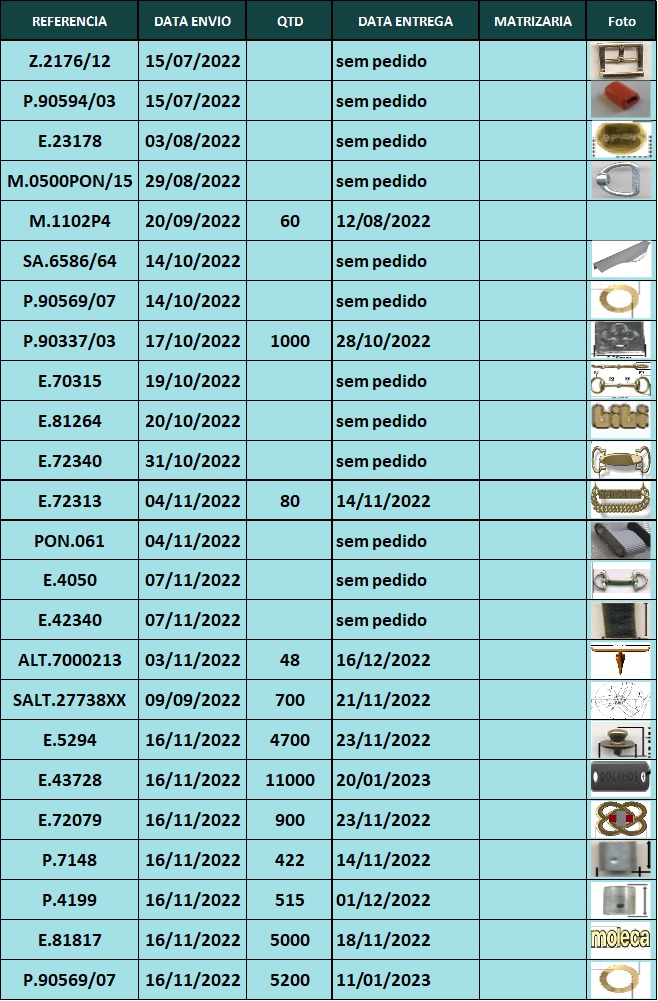 REFERENCIA DATA ENVIO QTD DATA ENTREGA MATRIZARIA Foto
Z.2176/12 15/07/2022 sem pedido
P.90594/03 15/07/2022 sem pedido
E.23178 03/08/2022 sem pedido
M.0500PON/15 29/08/2022 sem pedido
M.1102P4 20/09/2022 60 12/08/2022
SA.6586/64 14/10/2022 sem pedido
P.90569/07 14/10/2022 sem pedido
P.90337/03 17/10/2022 1000 28/10/2022
E.70315 19/10/2022 sem pedido
E.81264 20/10/2022 sem pedido bibi
E.72340 31/10/2022 sem pedido
E.72313 04/11/2022 80 14/11/2022
PON.061 04/11/2022 sem pedido
E.4050 07/11/2022 sem pedido
E.42340 07/11/2022 sem pedido
ALT.7000213 03/11/2022 48 16/12/2022
SALT.27738XX 09/09/2022 700 21/11/2022
E.5294 16/11/2022 4700 23/11/2022
E.43728 16/11/2022 11000 20/01/2023
E.72079 16/11/2022 900 23/11/2022
P.7148 16/11/2022 422 14/11/2022
P.4199 16/11/2022 515 01/12/2022
E.81817 16/11/2022 5000 18/11/2022 moleca
P.90569/07 16/11/2022 5200 11/01/2023